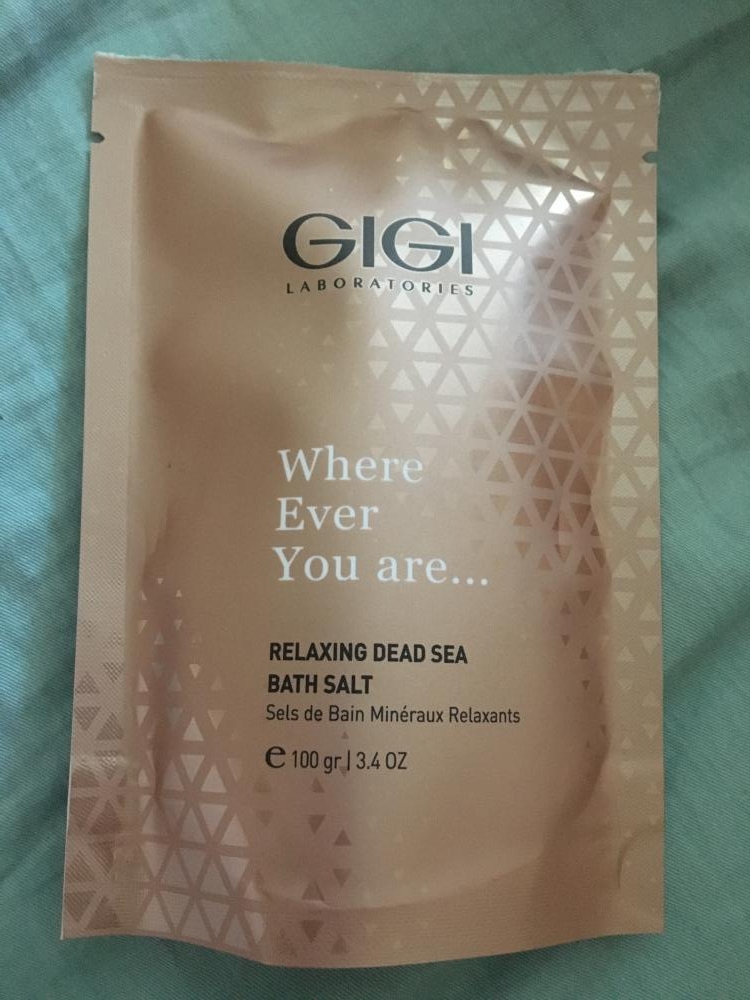 GIGI
LABORATORIES
Where
Ever
You are...
RELAXING DEAD SEA
BATH SALT
Sels de Bain Minéraux Relaxants
℮ 100 gr | 3.4 OZ